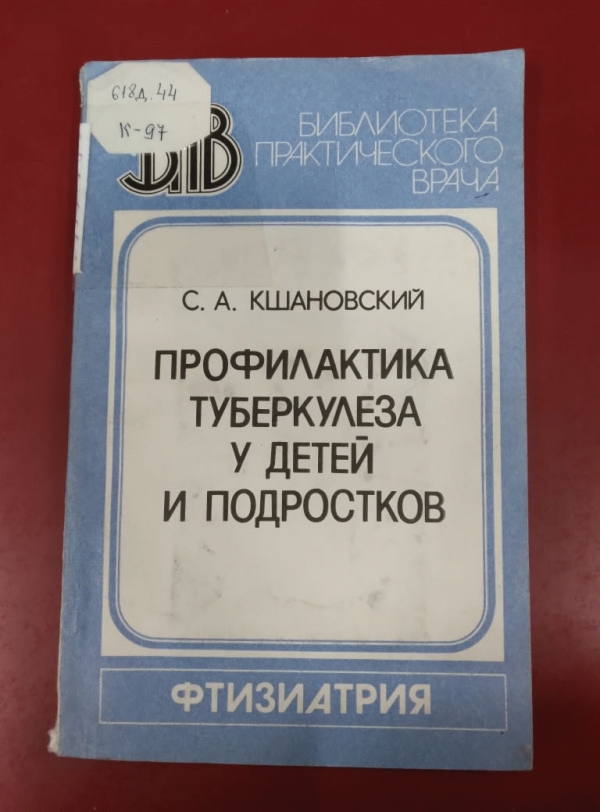 618д.44
К-97
БИБЛИОТЕКА
ПРАКТИЧЕСКОГО
ВРАЧА
С. А. КШАНОВСКИЙ
ПРОФИЛАКТИКА
ТУБЕРКУЛЕЗА
У ДЕТЕЙ
И ПОДРОСТКОВ
ФТИЗИАТРИЯ